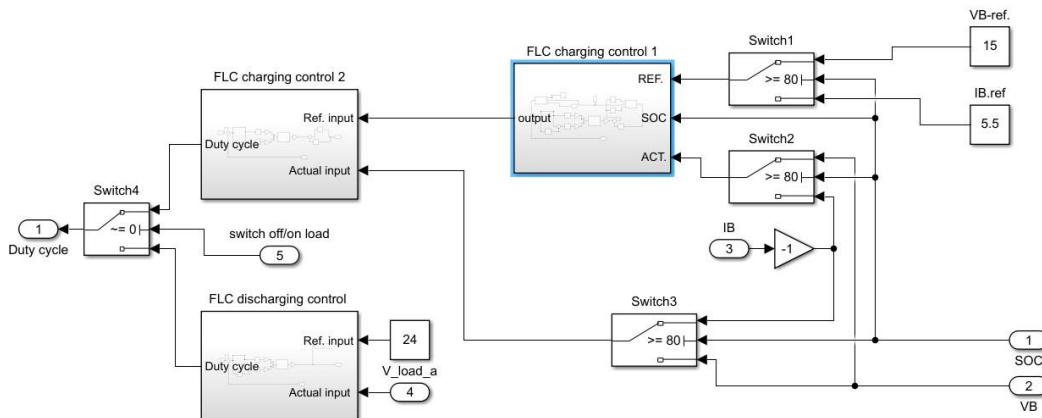 VB-ref.
15
Switch1
FLC charging control 1
REF.
>= 80
IB.ref
FLC charging control 2
5.5
Ref. input
output
SOC
Switch2
Duty cycle
ACT.
Actual input
>= 80
Switch4
IB
1
~= 0
switch off/on load
3
-1
Duty cycle
5
FLC discharging control
Switch3
Ref. input
24
>= 80
1
SOC
Duty cycle
V_load_a
Actual input
4
2
VB